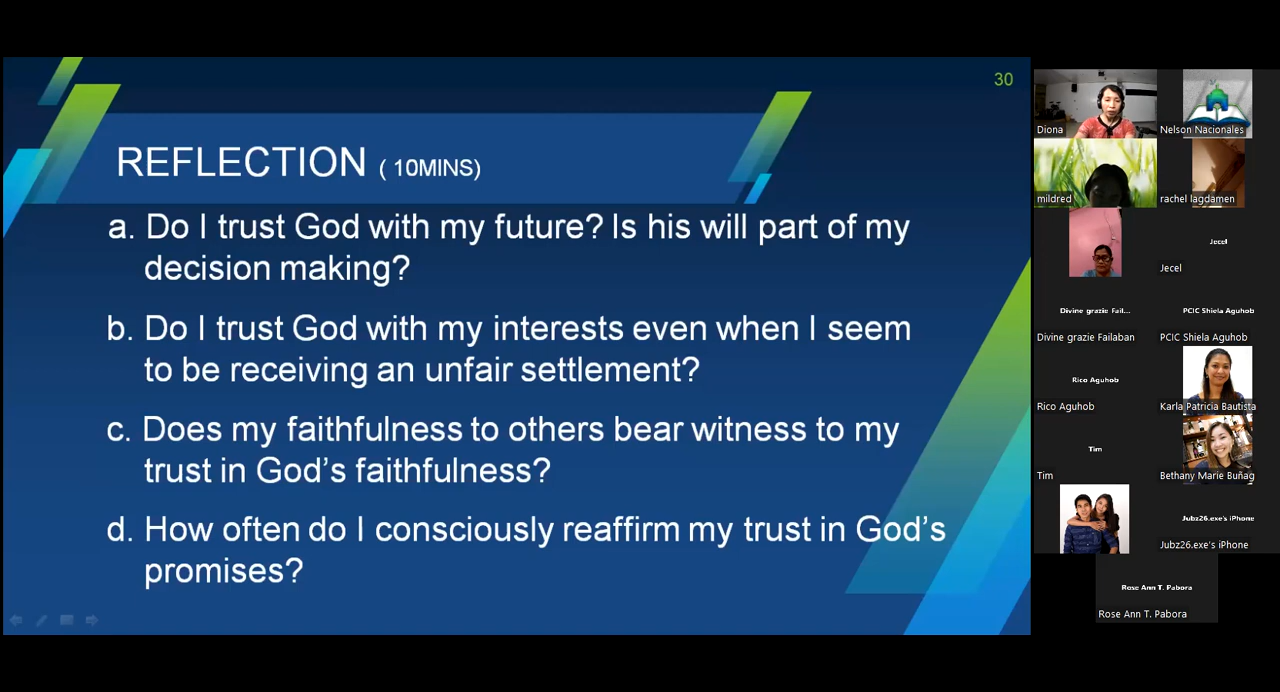 30
REFLECTION ( 10MINS)
a. Do I trust God with my future? Is his will part of my
decision making?
b. Do I trust God with my interests even when I seem
to be receiving an unfair settlement?
c. Does my faithfulness to others bear witness to my
trust in God's faithfulness?
d. How often do I consciously reaffirm my trust in God's
promises?
Diona
Nelson Nacionales
mildred
rachel lagdamen
Jecel
Jecel
Divine grazie Fail...
PCIC Shiela Aguhob
Divine grazie Failaban
PCIC Shiela Aguhob
Rico Aguhob
Rico Aguhob
Karla Patricia Bautista
Tim
Tim
Bethany Marie Buñag
Jubz26.exe's iPhone
Jubz26.exe's iPhone
Rose Ann T. Pabora
Rose Ann T. Pabora